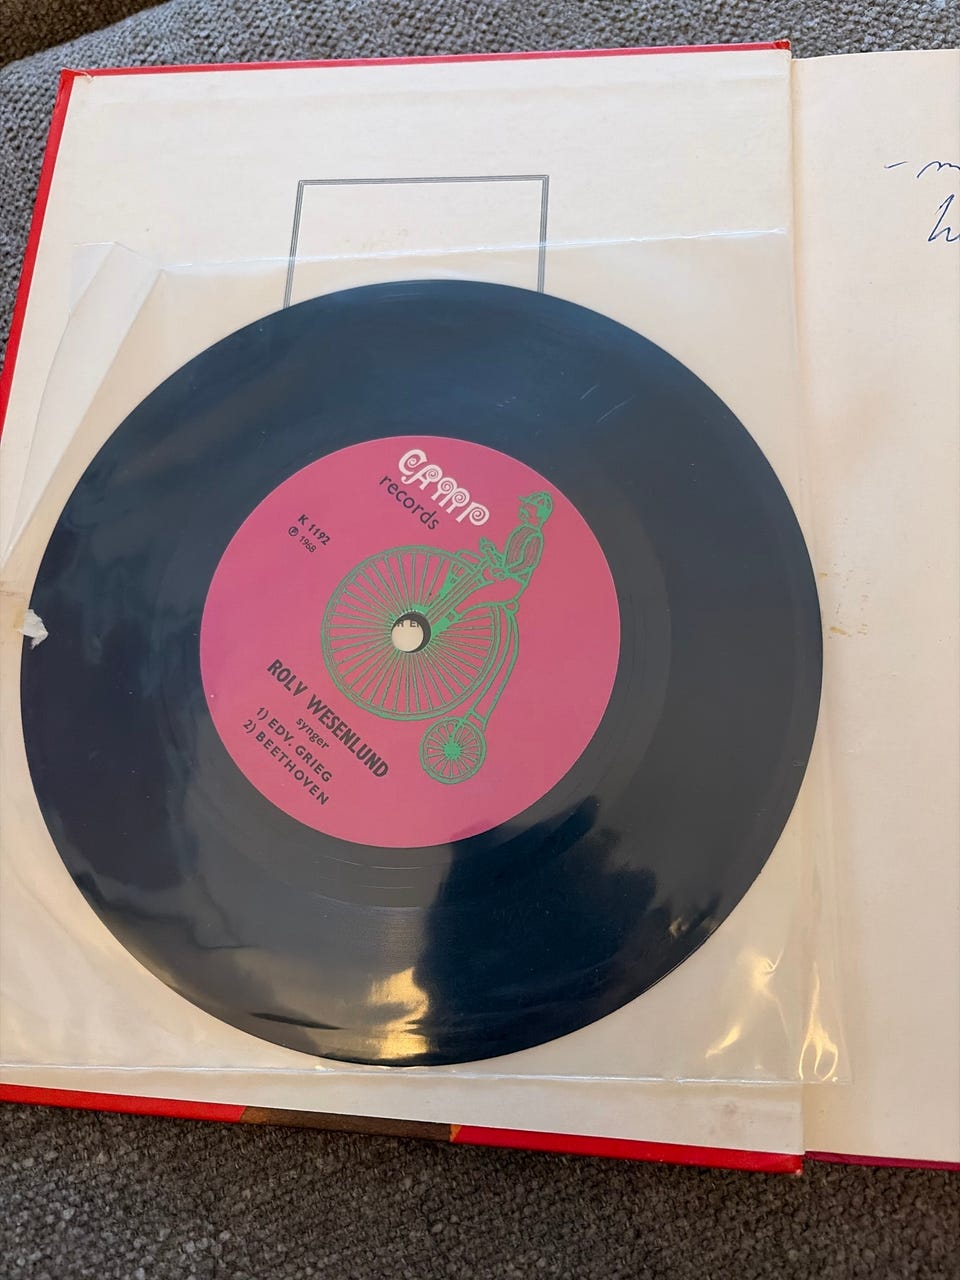 CAMP
records
K 1192
℗ 1968
ROLV WESENLUND
synger
1) EDV. GRIEG
2) BEETHOVEN